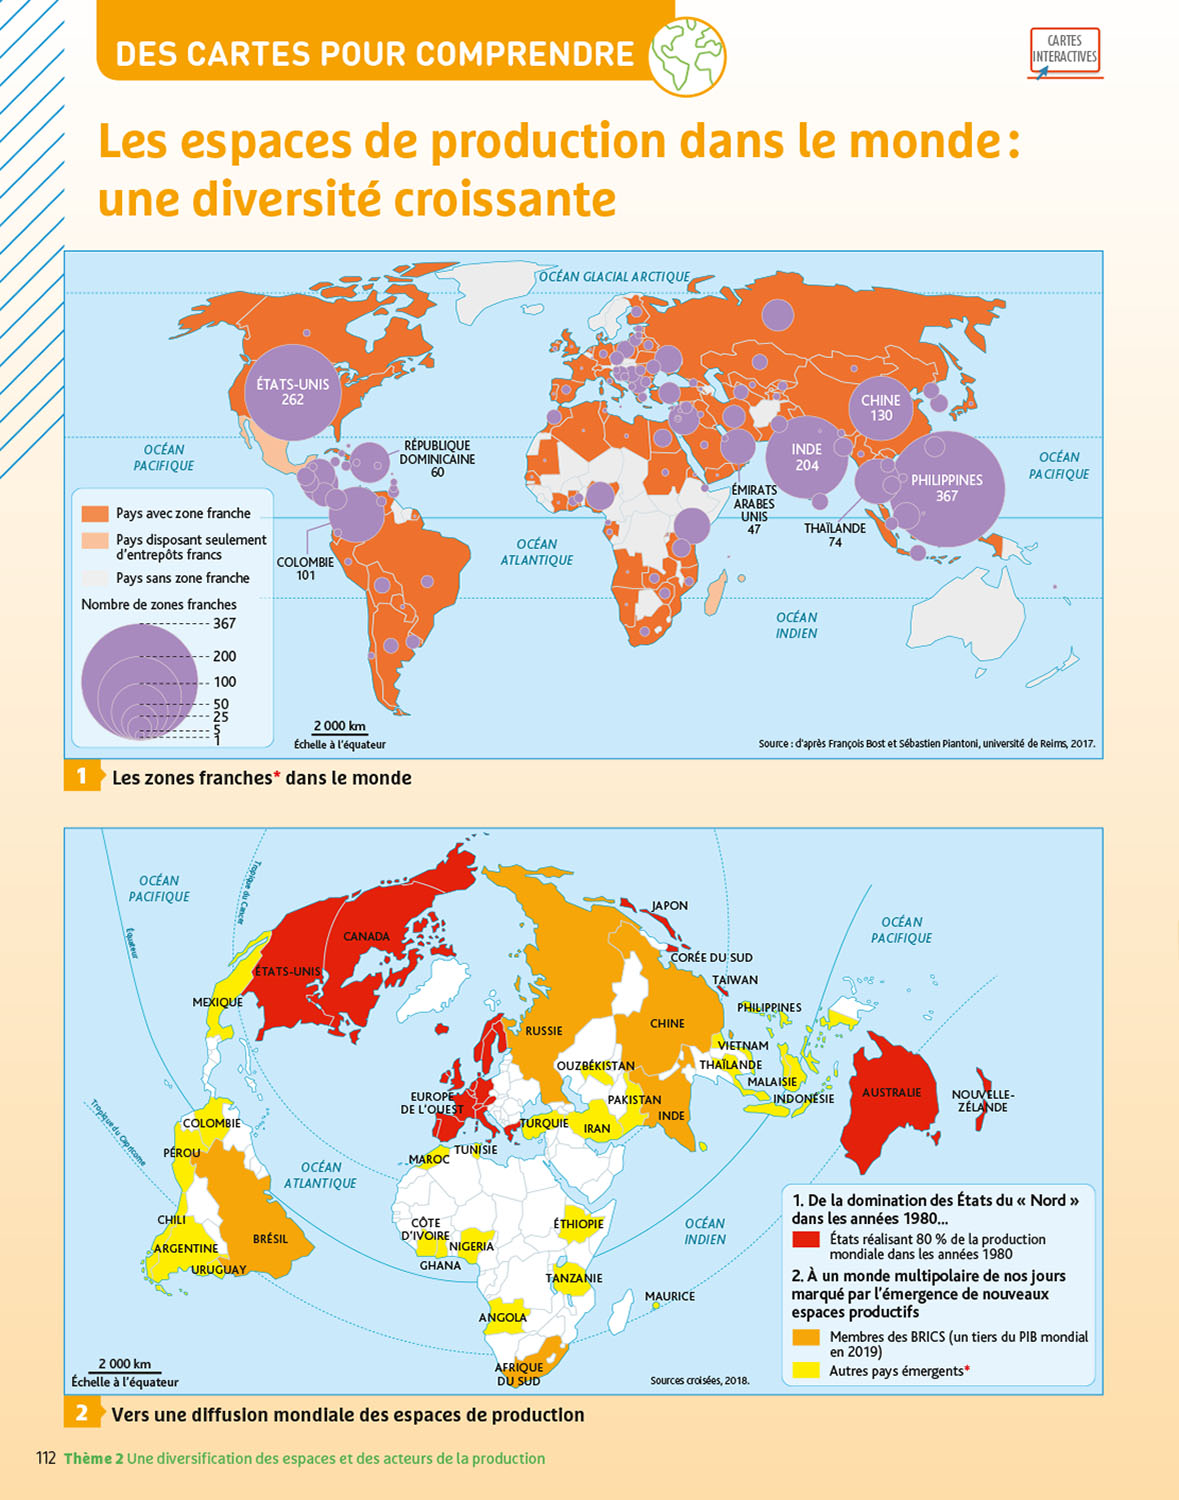 DES CARTES POUR COMPRENDRE
CARTES
INTERACTIVES
Les espaces de production dans le monde :
une diversité croissante
OCÉAN GLACIAL ARCTIQUE
ÉTATS-UNIS
262
CHINE
130
OCÉAN
PACIFIQUE
RÉPUBLIQUE
DOMINICAINE
60
INDE
204
OCÉAN
PACIFIQUE
PHILIPPINES
367
ÉMIRATS
ARABES
UNIS
47
THAÏLANDE
74
COLOMBIE
101
OCÉAN
ATLANTIQUE
OCÉAN
INDIEN
Pays avec zone franche
Pays disposant seulement
d'entrepôts francs
Pays sans zone franche
Nombre de zones franches
367
200
100
50
25
5
1
2 000 km
Échelle à l'équateur
Source : d'après François Bost et Sébastien Piantoni, université de Reims, 2017.
1 Les zones franches* dans le monde
OCÉAN
PACIFIQUE
Tropique du Cancer
Équateur
JAPON
OCÉAN
PACIFIQUE
CANADA
CORÉE DU SUD
ÉTATS-UNIS
TAIWAN
MEXIQUE
PHILIPPINES
RUSSIE
CHINE
VIETNAM
OUZBÉKISTAN
THAÏLANDE
MALAISIE
INDONÉSIE
AUSTRALIE
NOUVELLE-
ZÉLANDE
EUROPE
DE L'OUEST
PAKISTAN
INDE
TURQUIE
IRAN
Tropique du Capricorne
COLOMBIE
PÉROU
MAROC
TUNISIE
OCÉAN
ATLANTIQUE
CHILI
ARGENTINE
BRÉSIL
URUGUAY
CÔTE
D'IVOIRE
NIGERIA
GHANA
ÉTHIOPIE
OCÉAN
INDIEN
TANZANIE
MAURICE
ANGOLA
AFRIQUE
DU SUD
1. De la domination des États du « Nord »
dans les années 1980...
États réalisant 80 % de la production
mondiale dans les années 1980
2. À un monde multipolaire de nos jours
marqué par l'émergence de nouveaux
espaces productifs
Membres des BRICS (un tiers du PIB mondial
en 2019)
Autres pays émergents*
2 000 km
Échelle à l'équateur
Sources croisées, 2018.
2 Vers une diffusion mondiale des espaces de production
112 Thème 2 Une diversification des espaces et des acteurs de la production